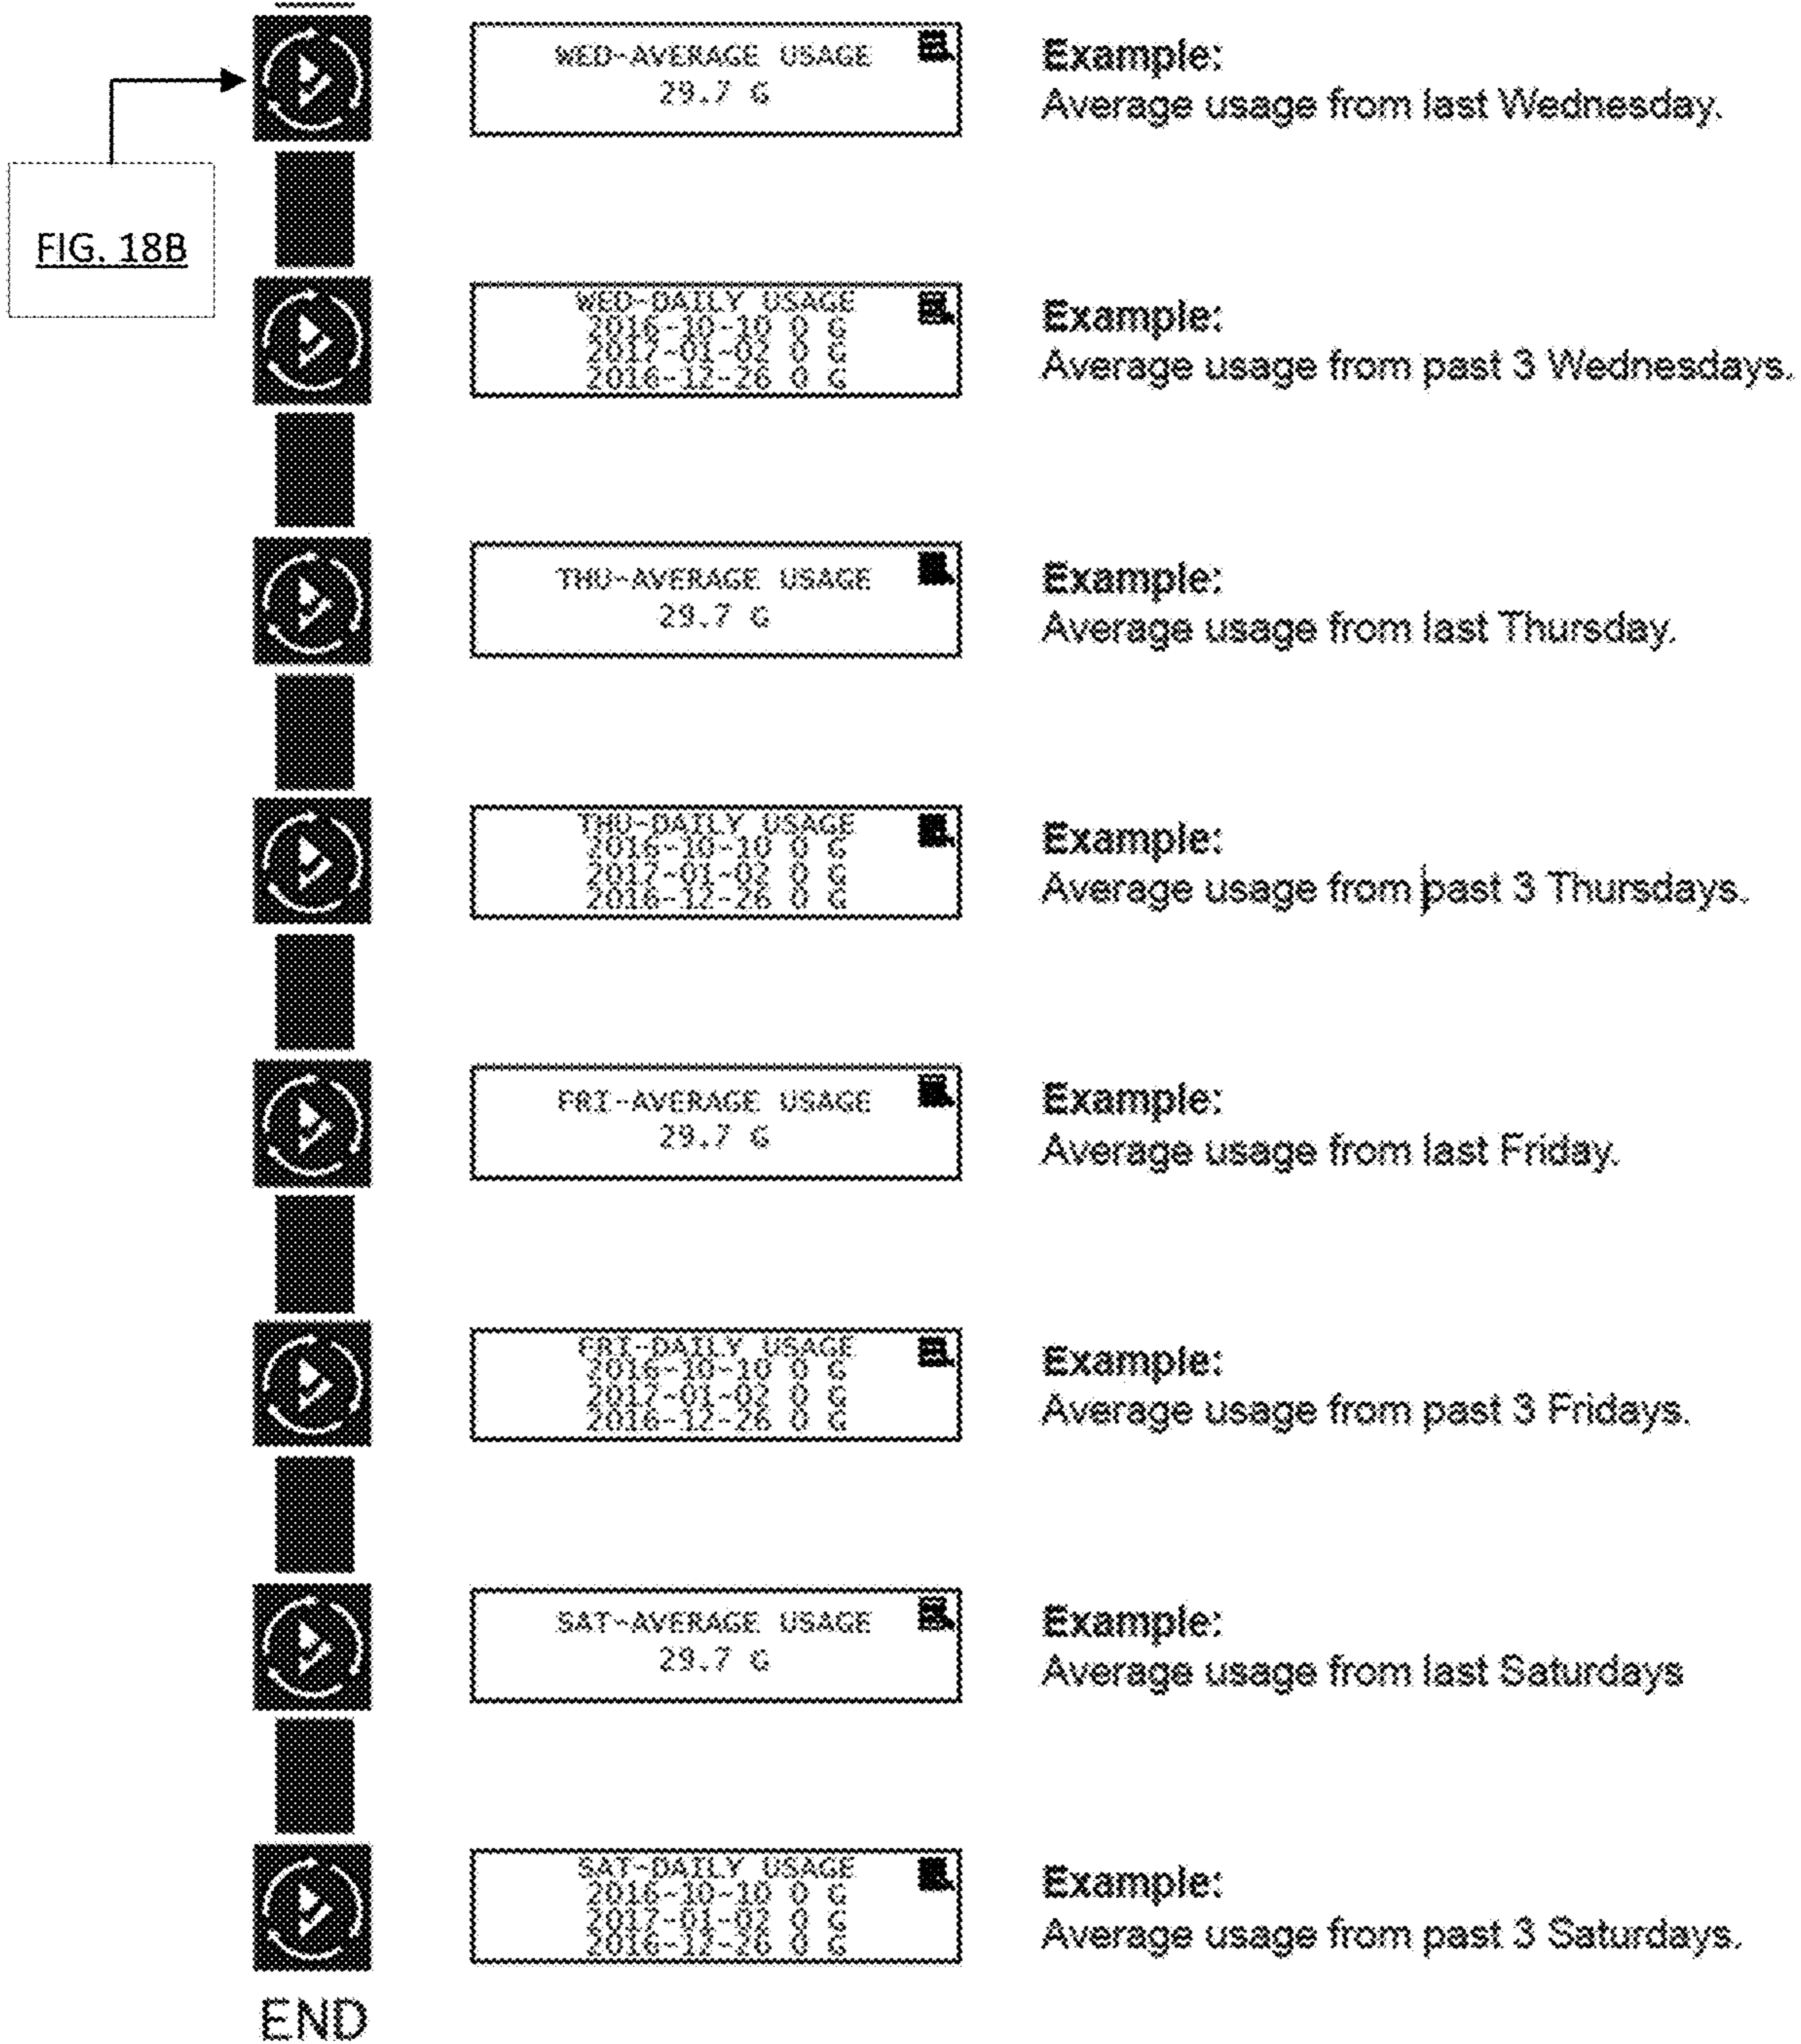 WED-AVERAGE USAGE
29.7 G
Example:
Average usage from last Wednesday.
FIG. 18B
WED-DAILY USAGE
2016-10-10 0 G
2017-01-02 0 G
2016-12-26 0 G
Example:
Average usage from past 3 Wednesdays.
THU-AVERAGE USAGE
29.7 G
Example:
Average usage from last Thursday.
THU-DAILY USAGE
2016-10-10 0 G
2017-01-02 0 G
2016-12-26 0 G
Example:
Average usage from past 3 Thursdays.
FRI-AVERAGE USAGE
29.7 G
Example:
Average usage from last Friday.
FRI-DAILY USAGE
2016-10-10 0 G
2017-01-02 0 G
2016-12-26 0 G
Example:
Average usage from past 3 Fridays.
SAT-AVERAGE USAGE
29.7 G
Example:
Average usage from last Saturdays
SAT-DAILY USAGE
2016-10-10 0 G
2017-01-02 0 G
2016-12-26 0 G
Example:
Average usage from past 3 Saturdays.
END